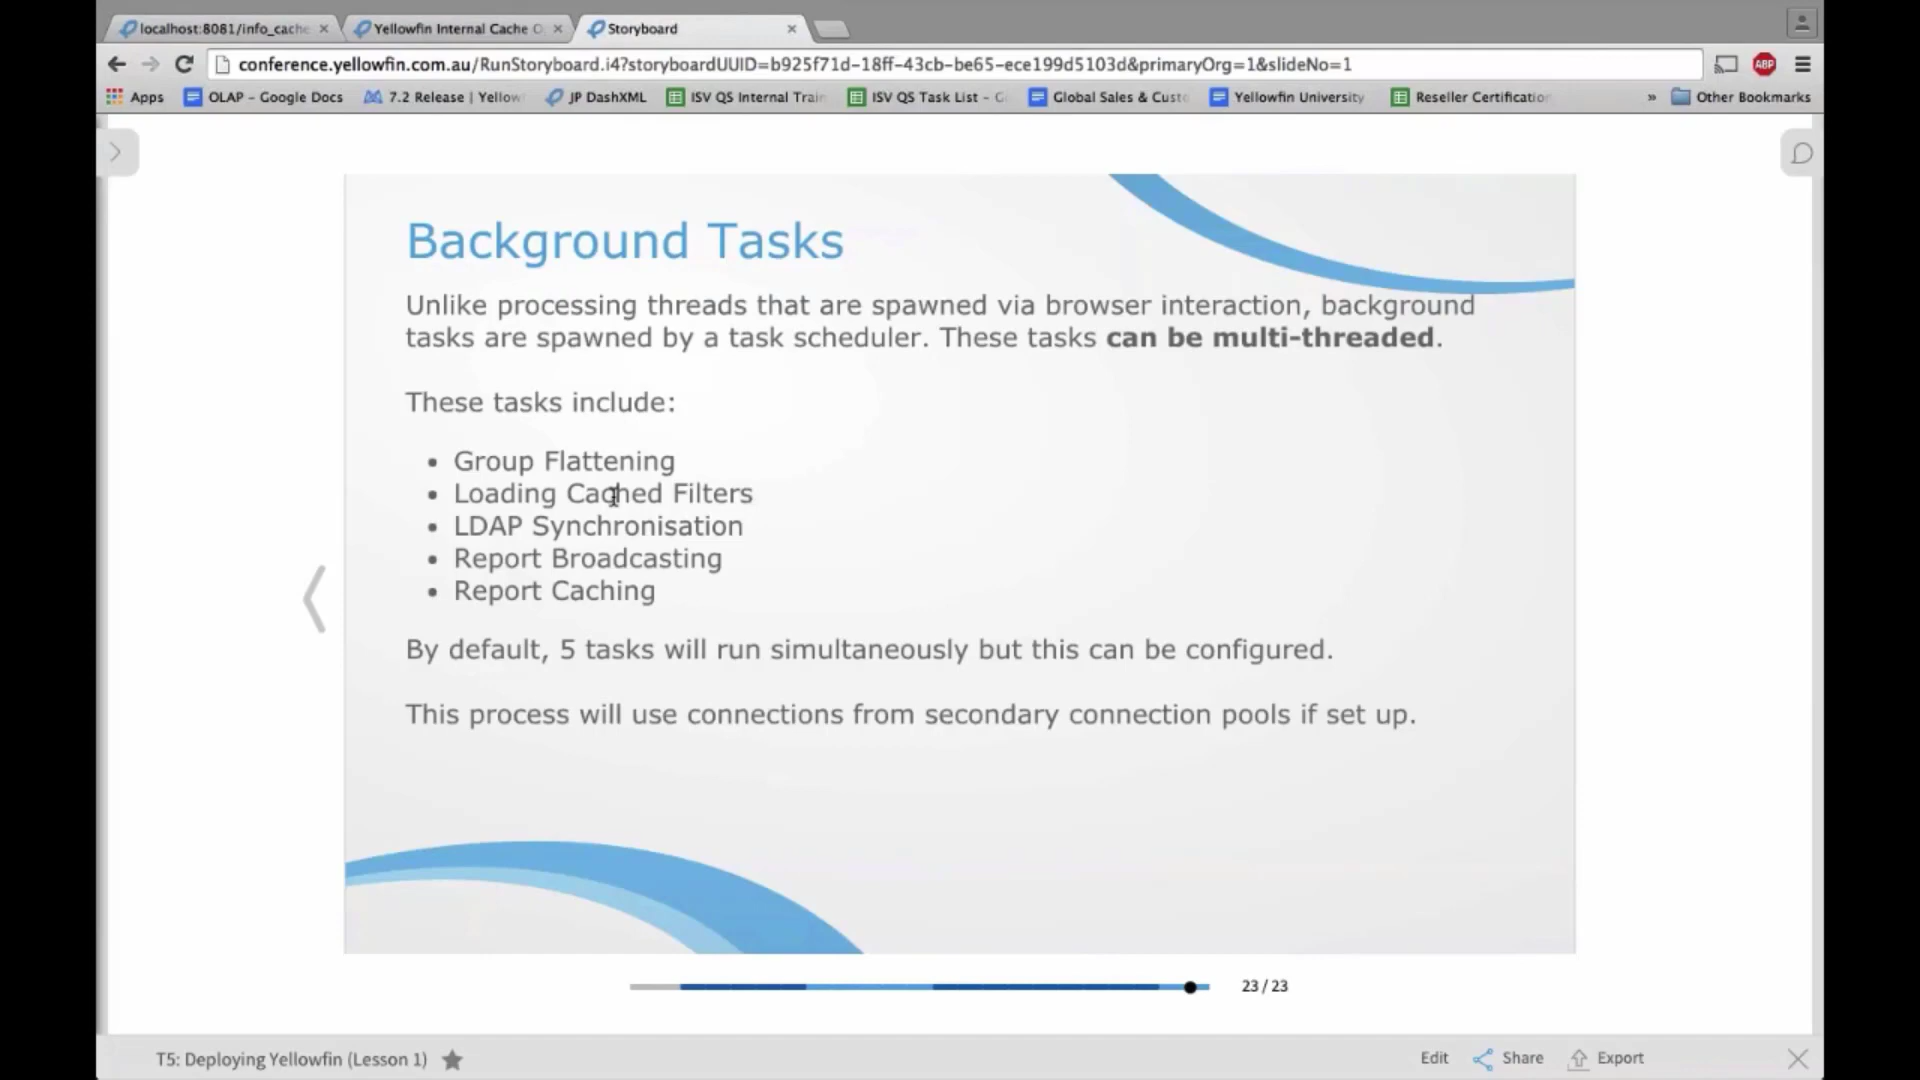 localhost:8081/info_cache
Yellowfin Internal Cache O
Storyboard
conference.yellowfin.com.au/RunStoryboard.i4?storyboardUUID=b925f71d-18ff-43cb-be65-ece199d5103d&primaryOrg=1&slideNo=1
ABP
Apps
OLAP - Google Docs
7.2 Release | Yellow
JP DashXML
ISV QS Internal Train
ISV QS Task List - G
Global Sales & Custo
Yellowfin University
Reseller Certification
»
Other Bookmarks
Background Tasks
Unlike processing threads that are spawned via browser interaction, background
tasks are spawned by a task scheduler. These tasks can be multi-threaded.
These tasks include:
• Group Flattening
• Loading Cached Filters
• LDAP Synchronisation
• Report Broadcasting
• Report Caching
By default, 5 tasks will run simultaneously but this can be configured.
This process will use connections from secondary connection pools if set up.
23 / 23
T5: Deploying Yellowfin (Lesson 1)
Edit
Share
Export